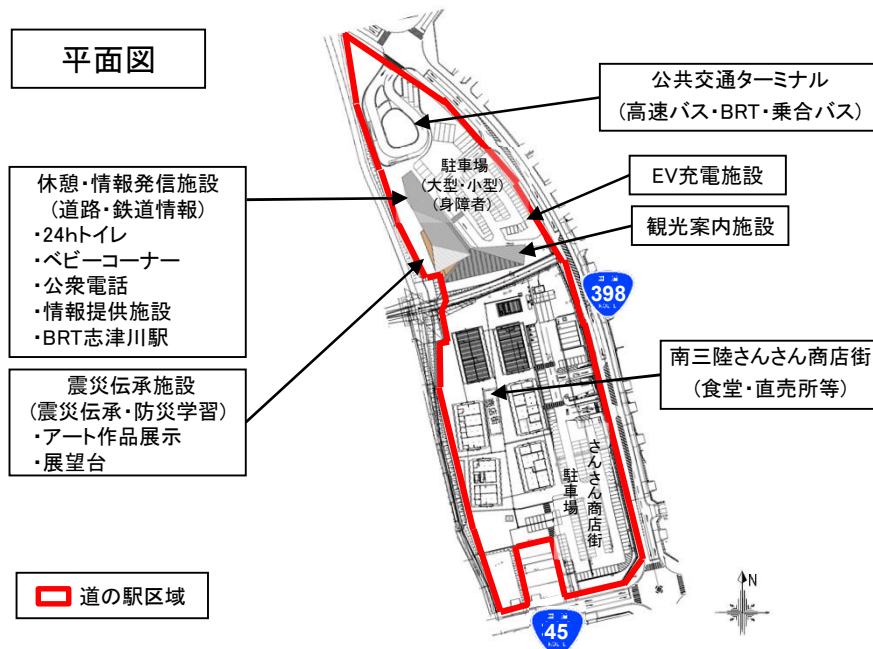 平面図
公共交通ターミナル
(高速バス・BRT・乗合バス)
休憩・情報発信施設
(道路・鉄道情報)
・24hトイレ
・ベビーコーナー
・公衆電話
・情報提供施設
・BRT志津川駅
駐車場
(大型・小型)
(身障者)
EV充電施設
観光案内施設
398
震災伝承施設
(震災伝承・防災学習)
・アート作品展示
・展望台
南三陸さんさん商店街
(食堂・直売所等)
さんさん商店街
駐車場
道の駅区域
45
N